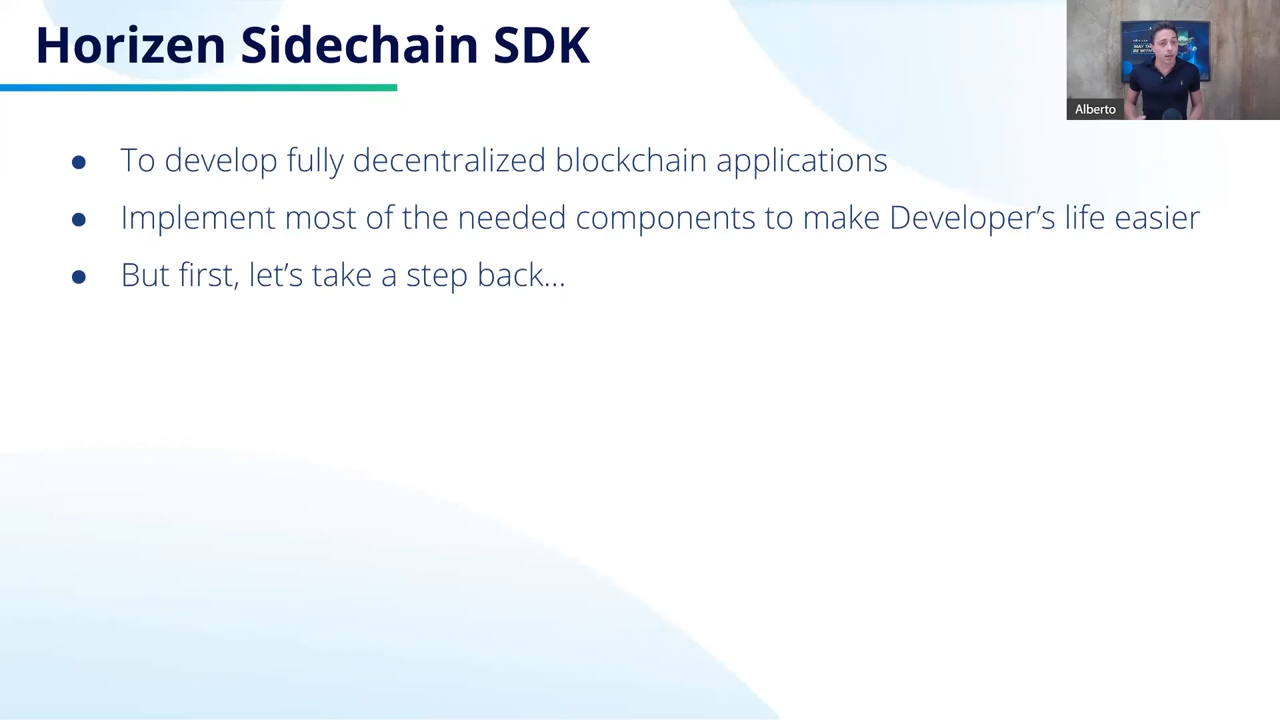 Horizen Sidechain SDK
Alberto
● To develop fully decentralized blockchain applications
● Implement most of the needed components to make Developer’s life easier
● But first, let’s take a step back...